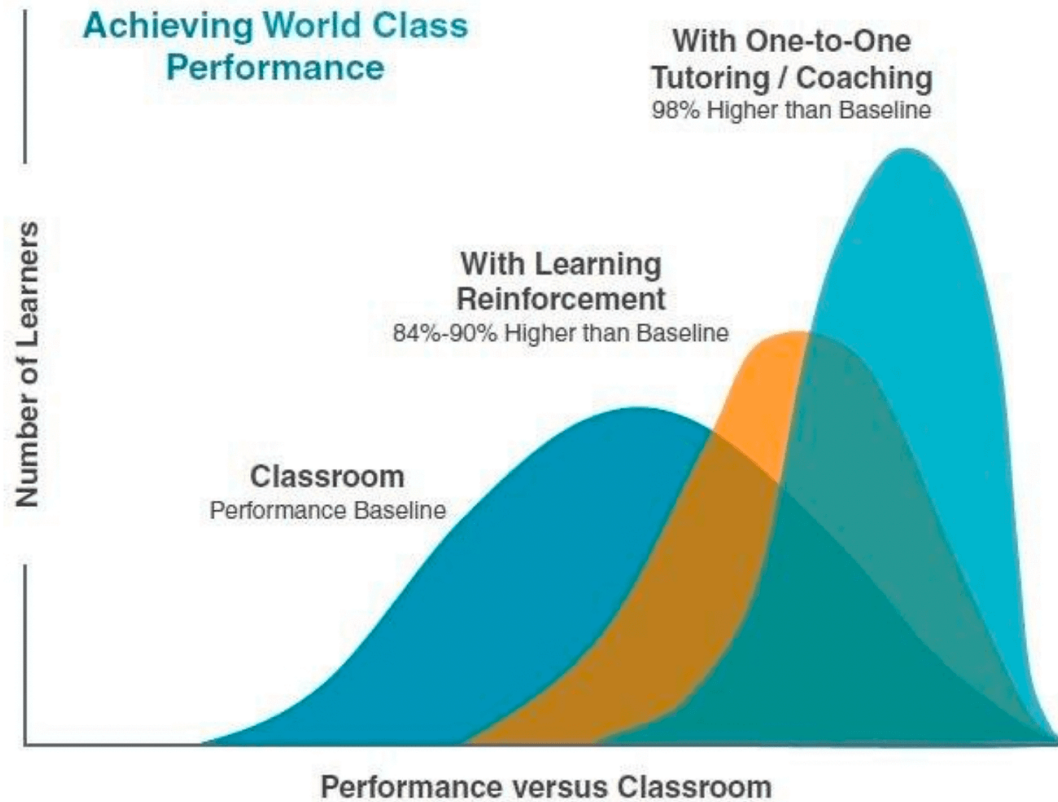 Achieving World Class
Performance
With One-to-One
Tutoring / Coaching
98% Higher than Baseline
With Learning
Reinforcement
84%-90% Higher than Baseline
Classroom
Performance Baseline
Number of Learners
Performance versus Classroom